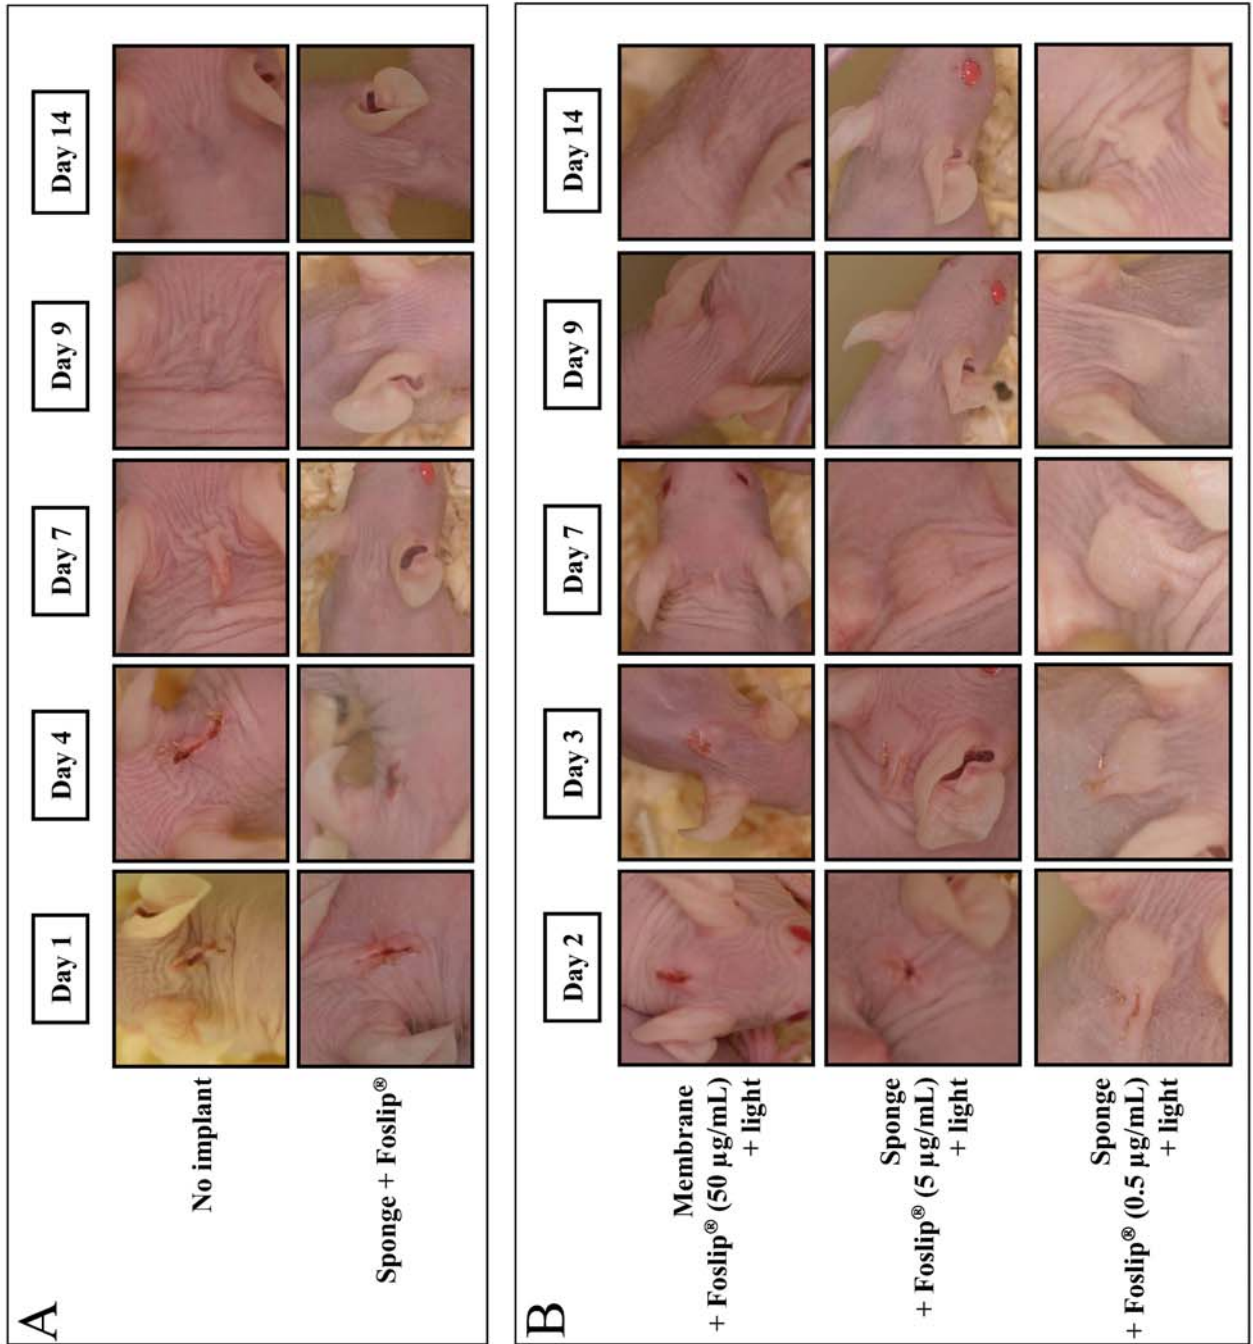 A
Day 1
Day 4
Day 7
Day 9
Day 14
No implant
Sponge + Foslip®
B
Day 2
Day 3
Day 7
Day 9
Day 14
Membrane
+ Foslip® (50 µg/mL)
+ light
Sponge
+ Foslip® (5 µg/mL)
+ light
Sponge
+ Foslip® (0.5 µg/mL)
+ light